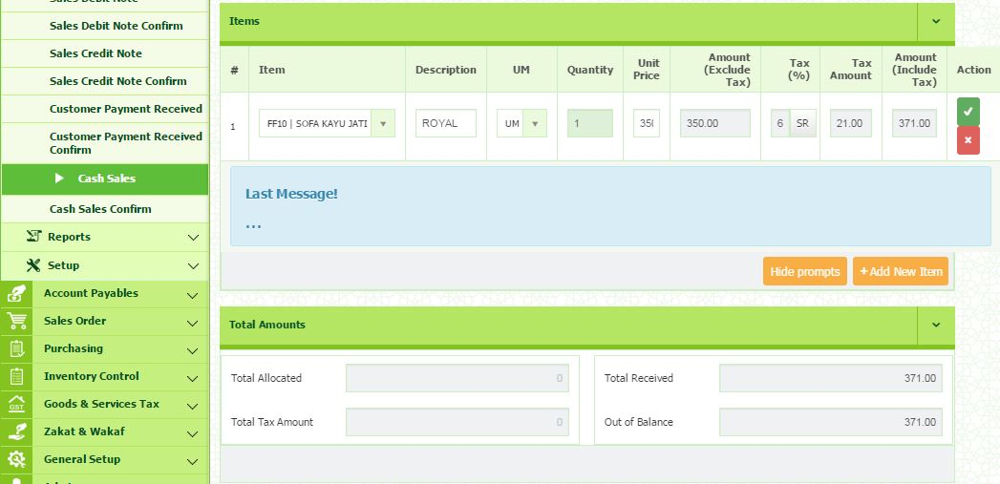 Items
Sales Debit Note Confirm
Sales Credit Note
Sales Credit Note Confirm
Customer Payment Received
Customer Payment Received
Confirm
Cash Sales
Cash Sales Confirm
Reports
Setup
Account Payables
Sales Order
Purchasing
Inventory Control
GST
Goods & Services Tax
Zakat & Wakaf
General Setup
# Item Description UM Quantity Unit Price Amount (Exclude Tax) Tax (%) Tax Amount Amount (Include Tax) Action
1 FF10 | SOFA KAYU JATI ROYAL UM 1 350.00 6 SR 21.00 371.00
Last Message!
...
Hide prompts + Add New Item
Total Amounts
Total Allocated 0 Total Received 371.00
Total Tax Amount 0 Out of Balance 371.00